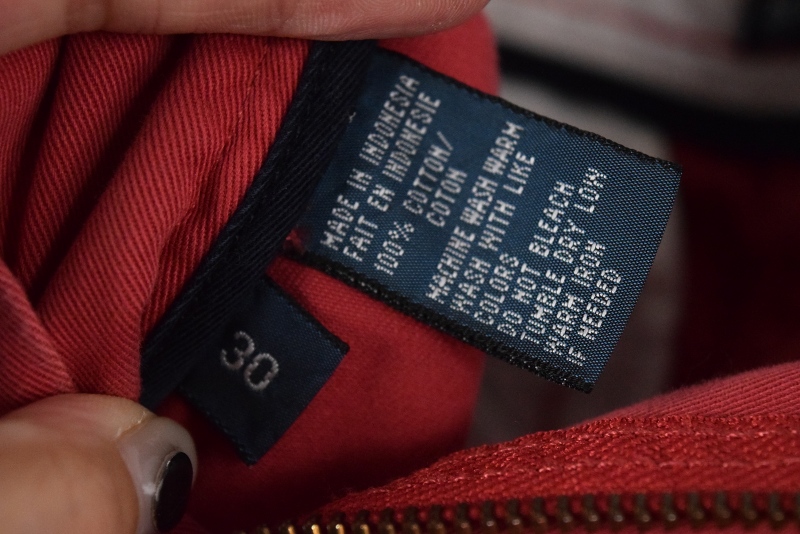 MADE IN INDONESIA
FAIT EN INDONESIE
100% COTTON/
COTON
MACHINE WASH WARM
WASH WITH LIKE
COLORS
DO NOT BLEACH
TUMBLE DRY LOW
WARM IRON
IF NEEDED
30